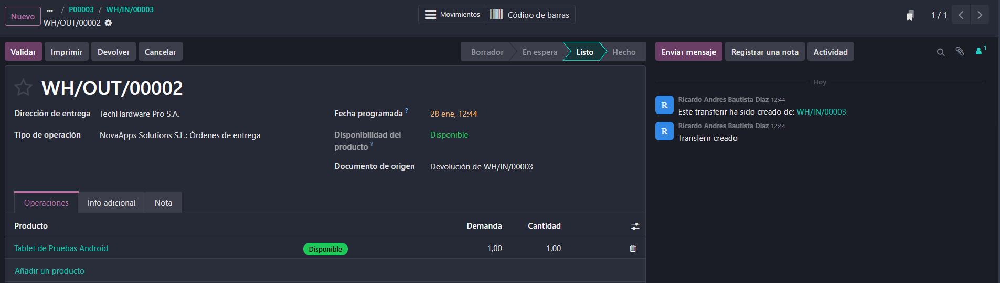 Nuevo
... / P00003 / WH/IN/00003
WH/OUT/00002
Movimientos
Código de barras
1 / 1
Validar
Imprimir
Devolver
Cancelar
Borrador
En espera
Listo
Hecho
Enviar mensaje
Registrar una nota
Actividad
1
WH/OUT/00002
Dirección de entrega TechHardware Pro S.A.
Tipo de operación NovaApps Solutions S.L.: Órdenes de entrega
Fecha programada ? 28 ene, 12:44
Disponibilidad del
producto ? Disponible
Documento de origen Devolución de WH/IN/00003
Operaciones
Info adicional
Nota
Producto Demanda Cantidad
Tablet de Pruebas Android Disponible 1,00 1,00
Añadir un producto
Hoy
R
Ricardo Andres Bautista Diaz 12:44
Este transferir ha sido creado de: WH/IN/00003
R
Ricardo Andres Bautista Diaz 12:44
Transferir creado